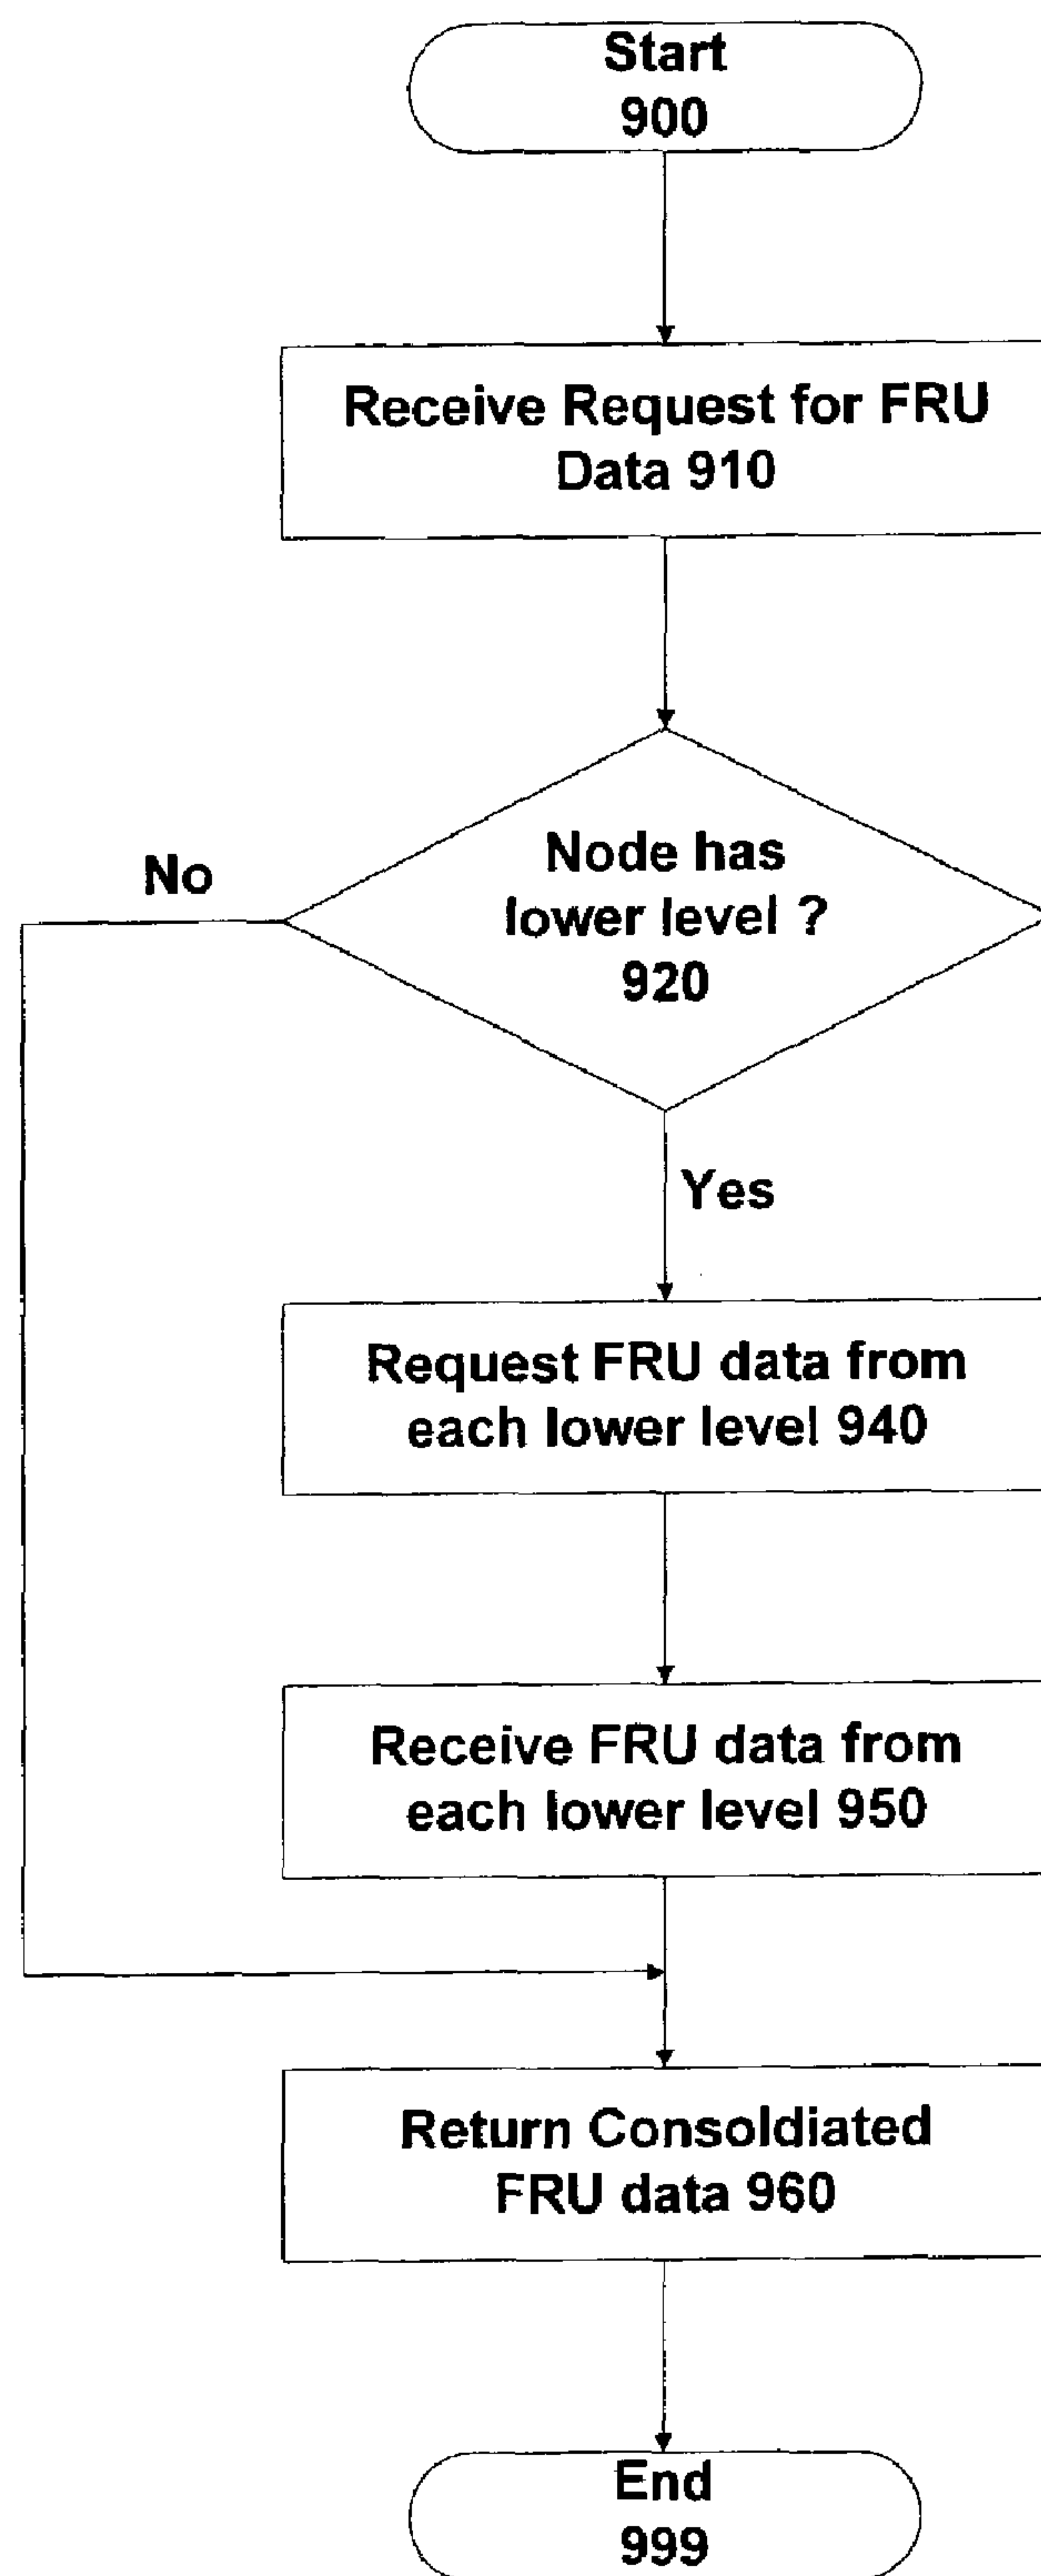 Start
900
Receive Request for FRU
Data 910
No
Node has
lower level ?
920
Yes
Request FRU data from
each lower level 940
Receive FRU data from
each lower level 950
Return Consoldiated
FRU data 960
End
999